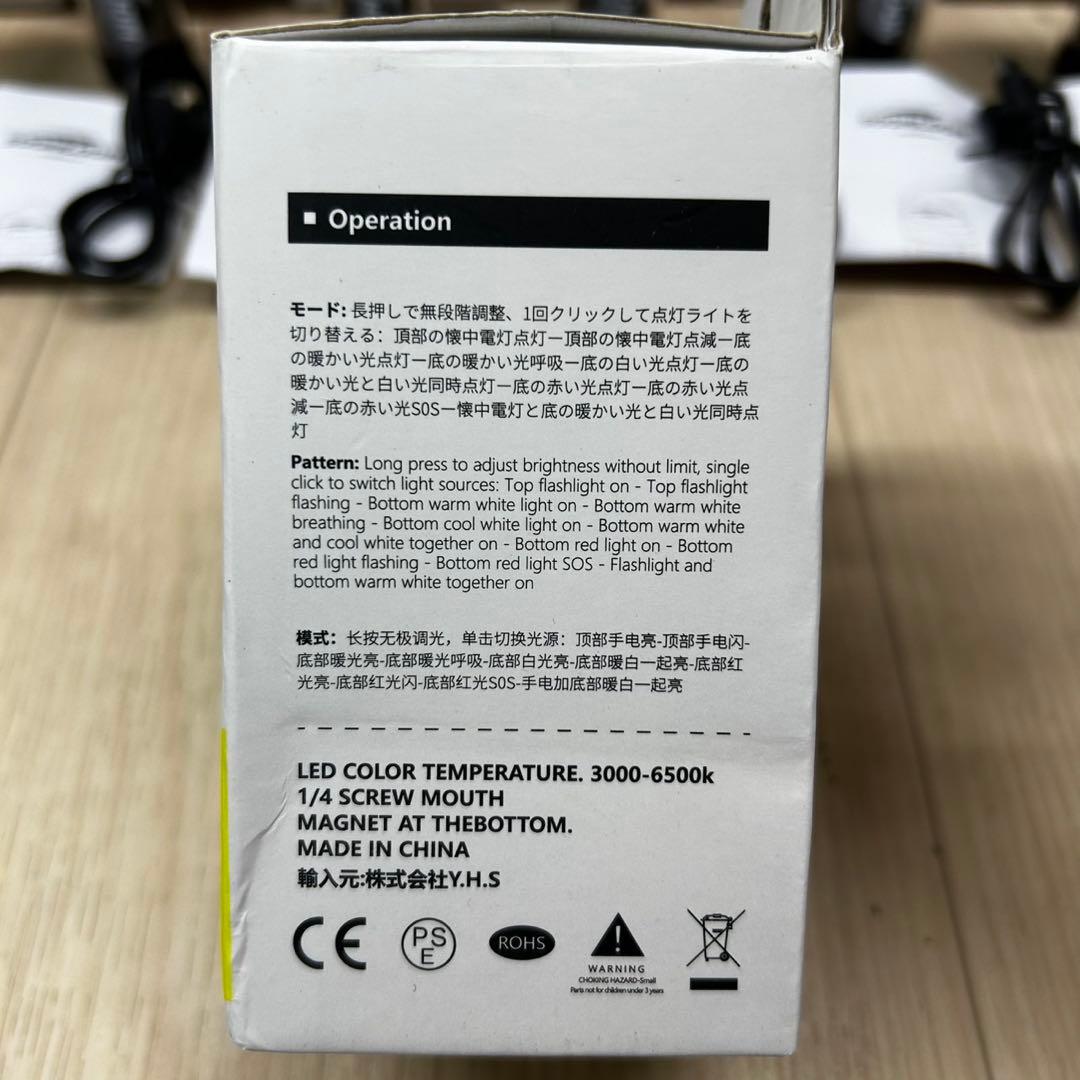 Operation
モード: 長押しで無段階調整、1回クリックして点灯ライトを
切り替える: 頂部の懐中電灯点灯ー頂部の懐中電灯点滅ー底
の暖かい光点灯ー底の暖かい光呼吸ー底の白い光点灯ー底の
暖かい光と白い光同時点灯ー底の赤い光点灯ー底の赤い光点
滅ー底の赤い光SOSー懐中電灯と底の暖かい光と白い光同時点
灯
Pattern: Long press to adjust brightness without limit, single
click to switch light sources: Top flashlight on - Top flashlight
flashing - Bottom warm white light on - Bottom warm white
breathing - Bottom cool white light on - Bottom warm white
and cool white together on - Bottom red light on - Bottom
red light flashing - Bottom red light SOS - Flashlight and
bottom warm white together on
模式: 长按无极调光，单击切换光源: 顶部手电亮-顶部手电闪-
底部暖光亮-底部暖光呼吸-底部白光亮-底部暖白一起亮-底部红
光亮-底部红光闪-底部红光SOS-手电加底部暖白一起亮
LED COLOR TEMPERATURE. 3000-6500k
1/4 SCREW MOUTH
MAGNET AT THEBOTTOM.
MADE IN CHINA
輸入元:株式会社Y.H.S
CE
PSE
ROHS
WARNING
CHOKING HAZARD-Small
Parts not for children under 3 years